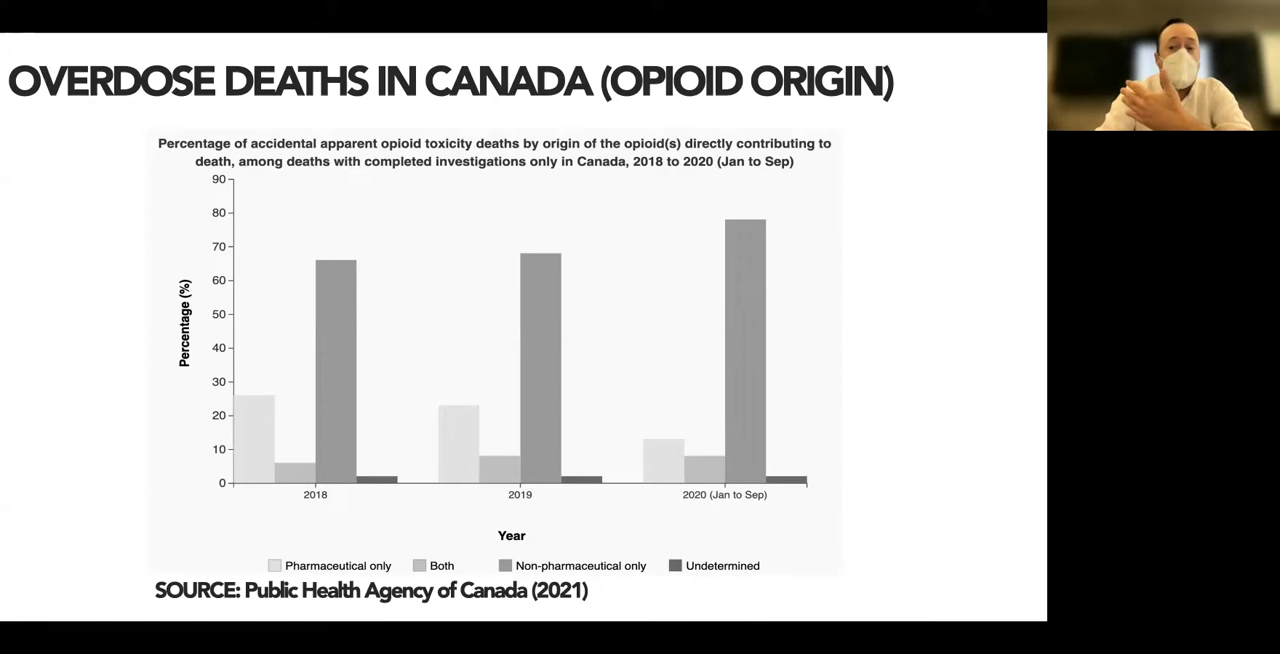 OVERDOSE DEATHS IN CANADA (OPIOID ORIGIN)
Percentage of accidental apparent opioid toxicity deaths by origin of the opioid(s) directly contributing to
death, among deaths with completed investigations only in Canada, 2018 to 2020 (Jan to Sep)
90
80
70
60
50
40
30
20
10
0
Percentage (%)
2018 2019 2020 (Jan to Sep)
Year
Pharmaceutical only Both Non-pharmaceutical only Undetermined
SOURCE: Public Health Agency of Canada (2021)